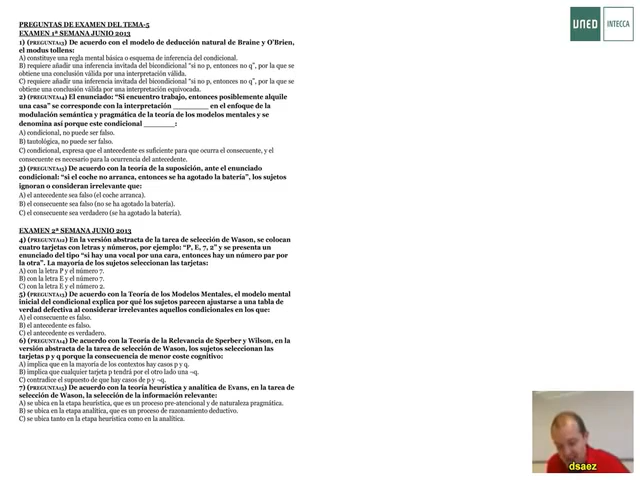 PREGUNTAS DE EXAMEN DEL TEMA-5
EXAMEN 1ª SEMANA JUNIO 2013
1) (PREGUNTA13) De acuerdo con el modelo de deducción natural de Braine y O'Brien,
el modus tollens:
A) constituye una regla mental básica o esquema de inferencia del condicional.
B) requiere añadir una inferencia invitada del bicondicional "si no p, entonces no q", por la que se
obtiene una conclusión válida por una interpretación válida.
C) requiere añadir una inferencia invitada del bicondicional "si no p, entonces no q", por la que se
obtiene una conclusión válida por una interpretación equivocada.
2) (PREGUNTA14) El enunciado: "Si encuentro trabajo, entonces posiblemente alquile
una casa" se corresponde con la interpretación ________ en el enfoque de la
modulación semántica y pragmática de la teoría de los modelos mentales y se
denomina así porque este condicional _______:
A) condicional, no puede ser falso.
B) tautológica, no puede ser falso.
C) condicional, expresa que el antecedente es suficiente para que ocurra el consecuente, y el
consecuente es necesario para la ocurrencia del antecedente.
3) (PREGUNTA15) De acuerdo con la teoría de la suposición, ante el enunciado
condicional: "si el coche no arranca, entonces se ha agotado la batería", los sujetos
ignoran o consideran irrelevante que:
A) el antecedente sea falso (el coche arranca).
B) el consecuente sea falso (no se ha agotado la batería).
C) el consecuente sea verdadero (se ha agotado la batería).
EXAMEN 2ª SEMANA JUNIO 2013
4) (PREGUNTA12) En la versión abstracta de la tarea de selección de Wason, se colocan
cuatro tarjetas con letras y números, por ejemplo: "P, E, 7, 2" y se presenta un
enunciado del tipo "si hay una vocal por una cara, entonces hay un número par por
la otra". La mayoría de los sujetos seleccionan las tarjetas:
A) con la letra P y el número 7.
B) con la letra E y el número 7.
C) con la letra E y el número 2.
5) (PREGUNTA13) De acuerdo con la Teoría de los Modelos Mentales, el modelo mental
inicial del condicional explica por qué los sujetos parecen ajustarse a una tabla de
verdad defectiva al considerar irrelevantes aquellos condicionales en los que:
A) el consecuente es falso.
B) el antecedente es falso.
C) el antecedente es verdadero.
6) (PREGUNTA14) De acuerdo con la Teoría de la Relevancia de Sperber y Wilson, en la
versión abstracta de la tarea de selección de Wason, los sujetos seleccionan las
tarjetas p y q porque la consecuencia de menor coste cognitivo:
A) implica que en la mayoría de los contextos hay casos p y q.
B) implica que cualquier tarjeta p tendrá por el otro lado una ¬q.
C) contradice el supuesto de que hay casos de p y ¬q.
7) (PREGUNTA15) De acuerdo con la teoría heurística y analítica de Evans, en la tarea de
selección de Wason, la selección de la información relevante:
A) se ubica en la etapa heurística, que es un proceso pre-atencional y de naturaleza pragmática.
B) se ubica en la etapa analítica, que es un proceso de razonamiento deductivo.
C) se ubica tanto en la etapa heurística como en la analítica.
UNED
INTECCA
dsaez